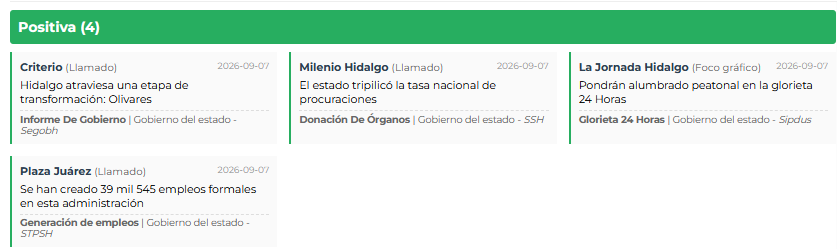 Positiva (4)
Criterio (Llamado) 2026-09-07
Hidalgo atraviesa una etapa de
transformación: Olivares
Informe De Gobierno | Gobierno del estado -
Segobh
Milenio Hidalgo (Llamado) 2026-09-07
El estado tripilicó la tasa nacional de
procuraciones
Donación De Órganos | Gobierno del estado - SSH
La Jornada Hidalgo (Foco gráfico) 2026-09-07
Pondrán alumbrado peatonal en la glorieta
24 Horas
Glorieta 24 Horas | Gobierno del estado - Sipdus
Plaza Juárez (Llamado) 2026-09-07
Se han creado 39 mil 545 empleos formales
en esta administración
Generación de empleos | Gobierno del estado -
STPSH